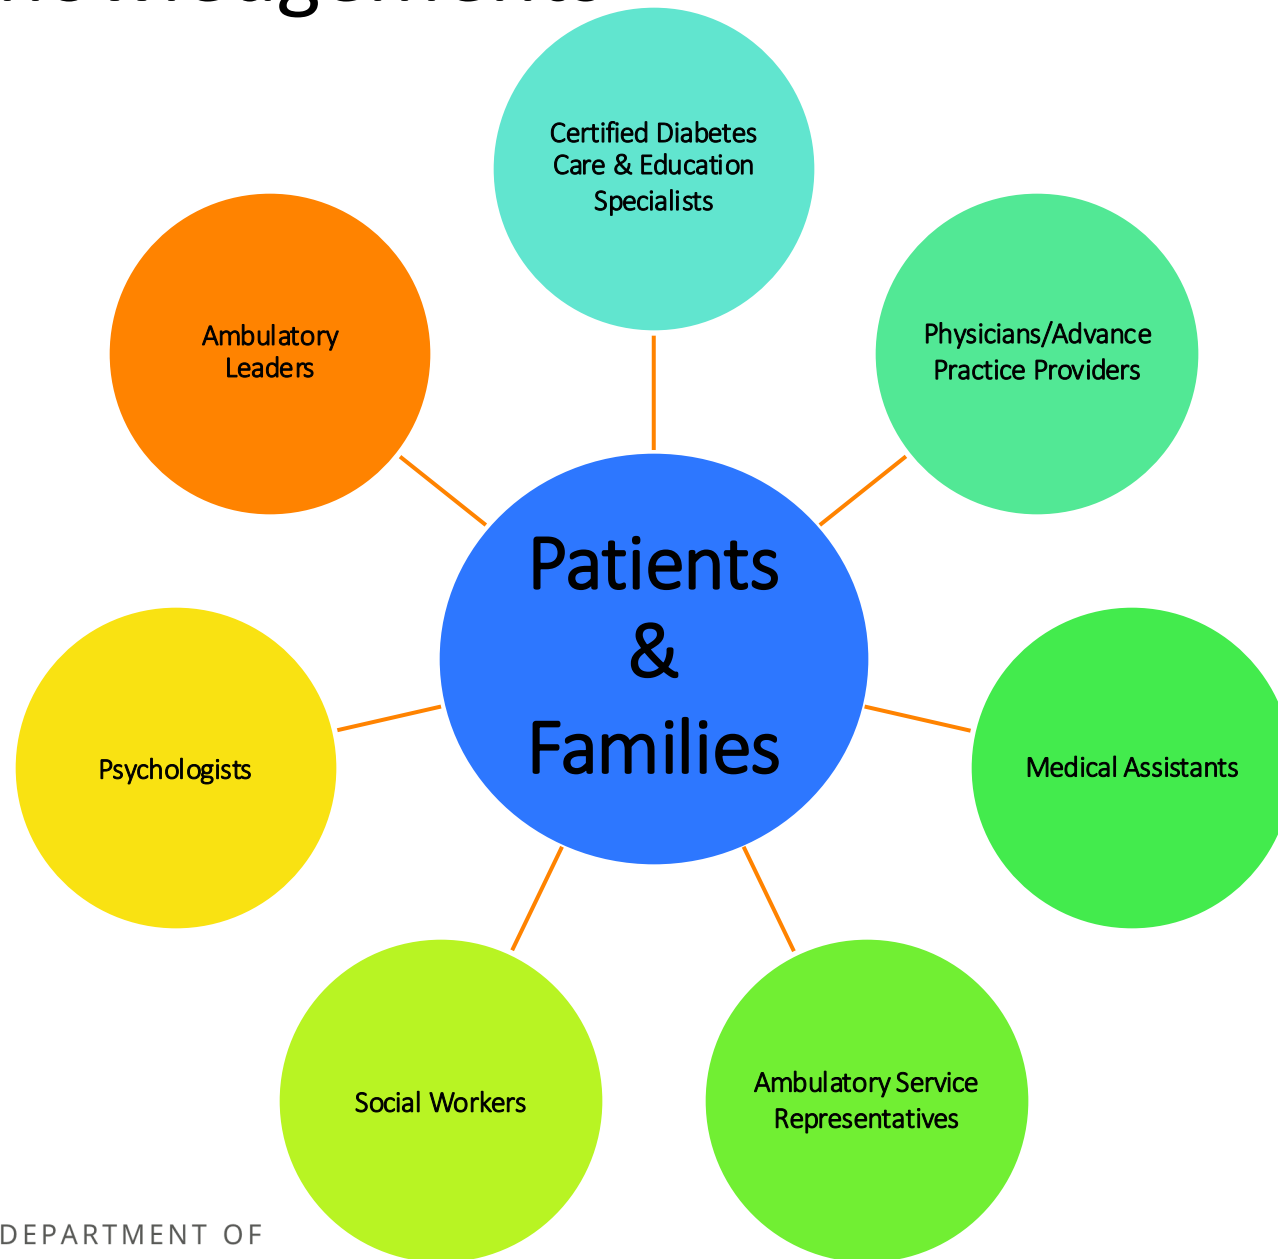 Certified Diabetes
Care & Education
Specialists
Physicians/Advance
Practice Providers
Medical Assistants
Ambulatory Service
Representatives
Social Workers
Psychologists
Ambulatory
Leaders
Patients
&
Families
DEPARTMENT OF